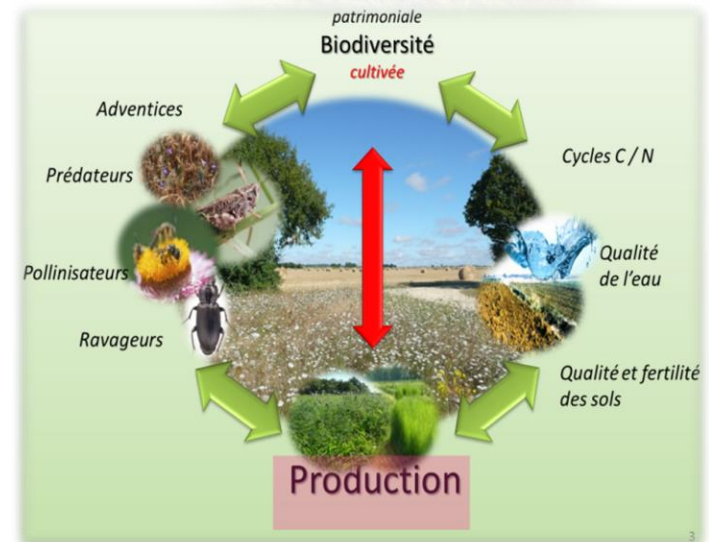 patrimoniale
Biodiversité
cultivée
Adventices
Prédateurs
Pollinisateurs
Ravageurs
Cycles C / N
Qualité
de l'eau
Qualité et fertilité
des sols
Production
3